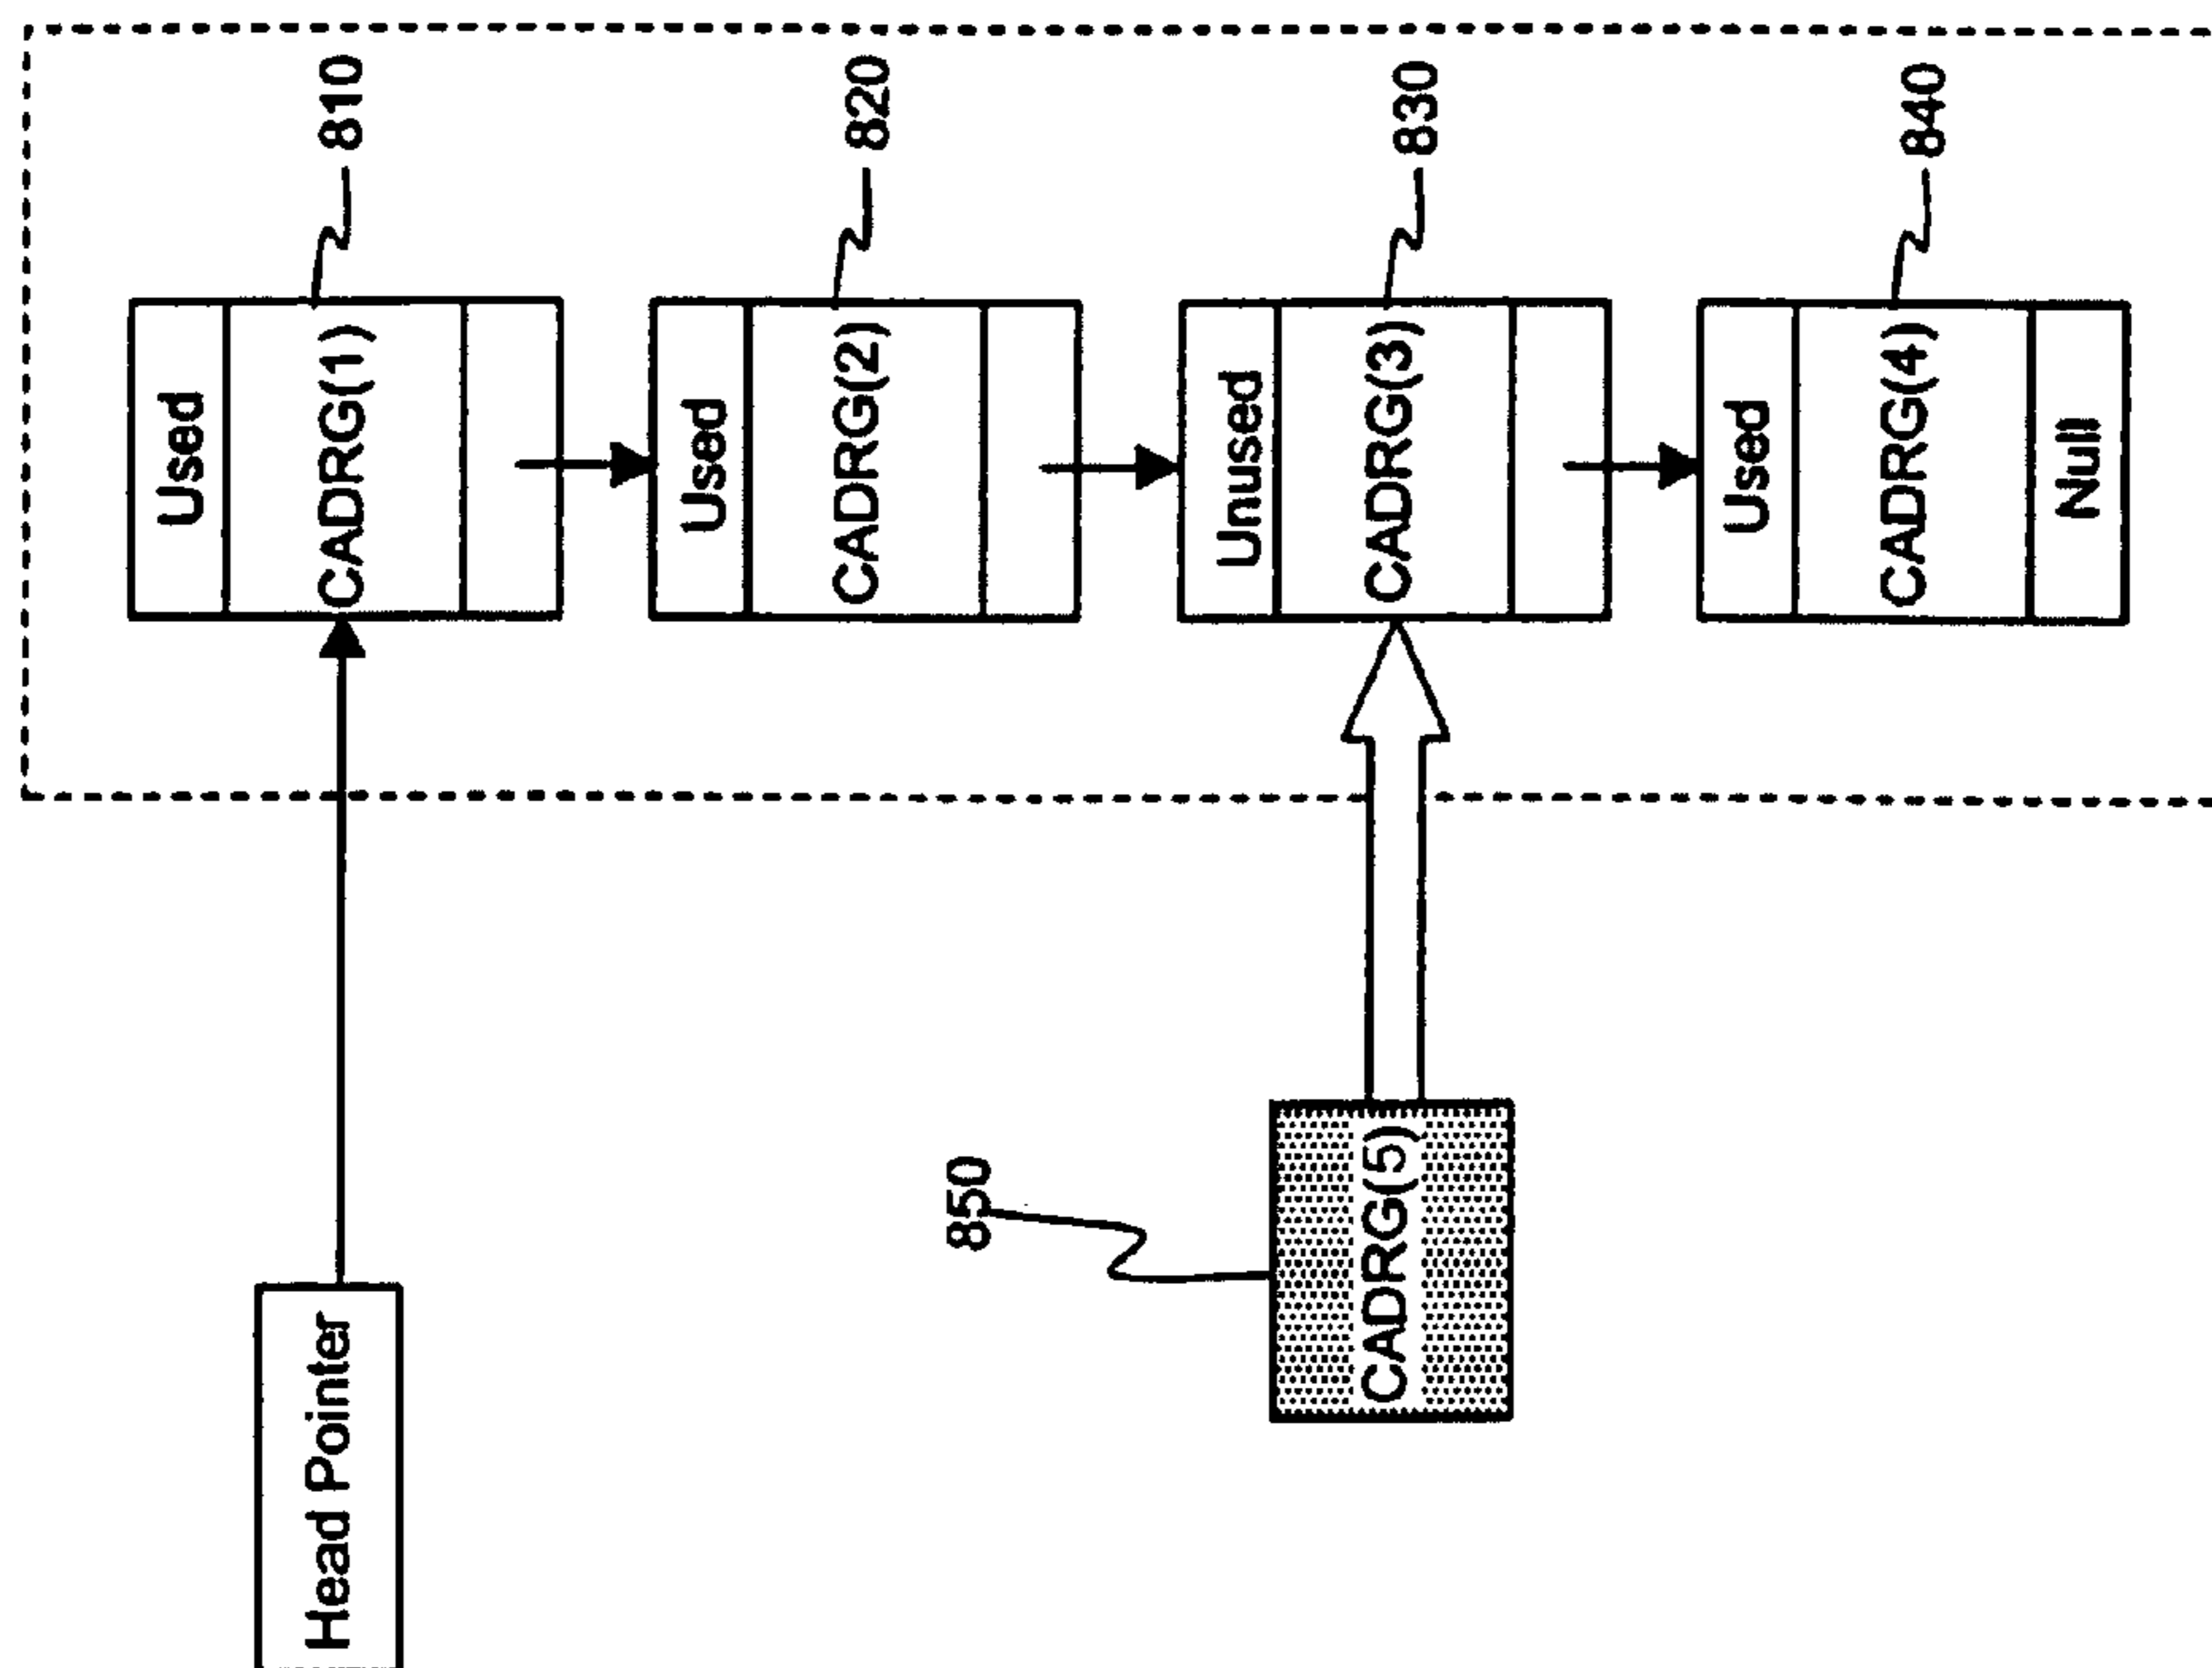 Head Pointer
Used
CADRG(1)
810
Used
CADRG(2)
820
850
CADRG(5)
Unused
CADRG(3)
830
Used
CADRG(4)
Null
840